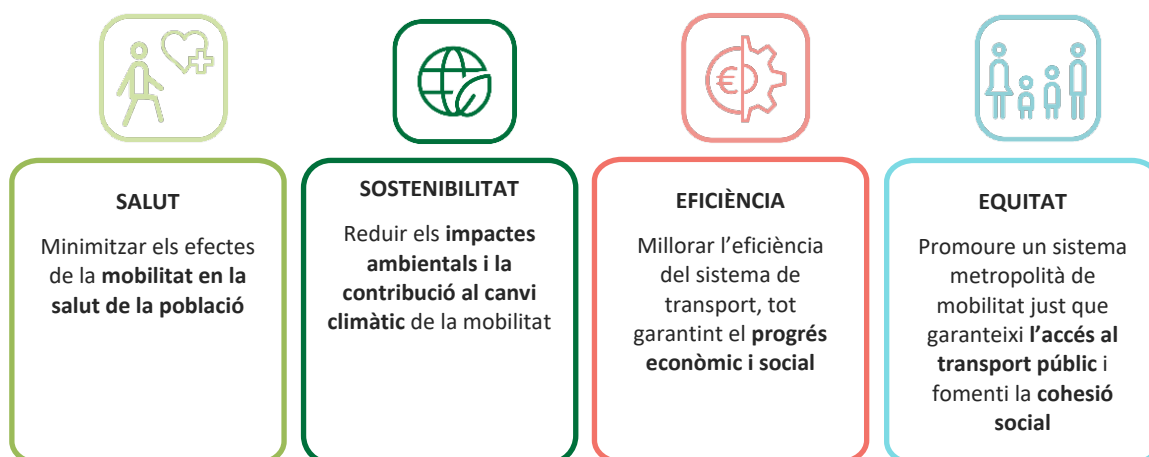 SALUT
Minimitzar els efectes
de la mobilitat en la
salut de la població
SOSTENIBILITAT
Reduir els impactes
ambientals i la
contribució al canvi
climàtic de la mobilitat
EFICIÈNCIA
Millorar l’eficiència
del sistema de
transport, tot
garantint el progrés
econòmic i social
EQUITAT
Promoure un sistema
metropolità de
mobilitat just que
garanteixi l’accés al
transport públic i
fomenti la cohesió
social